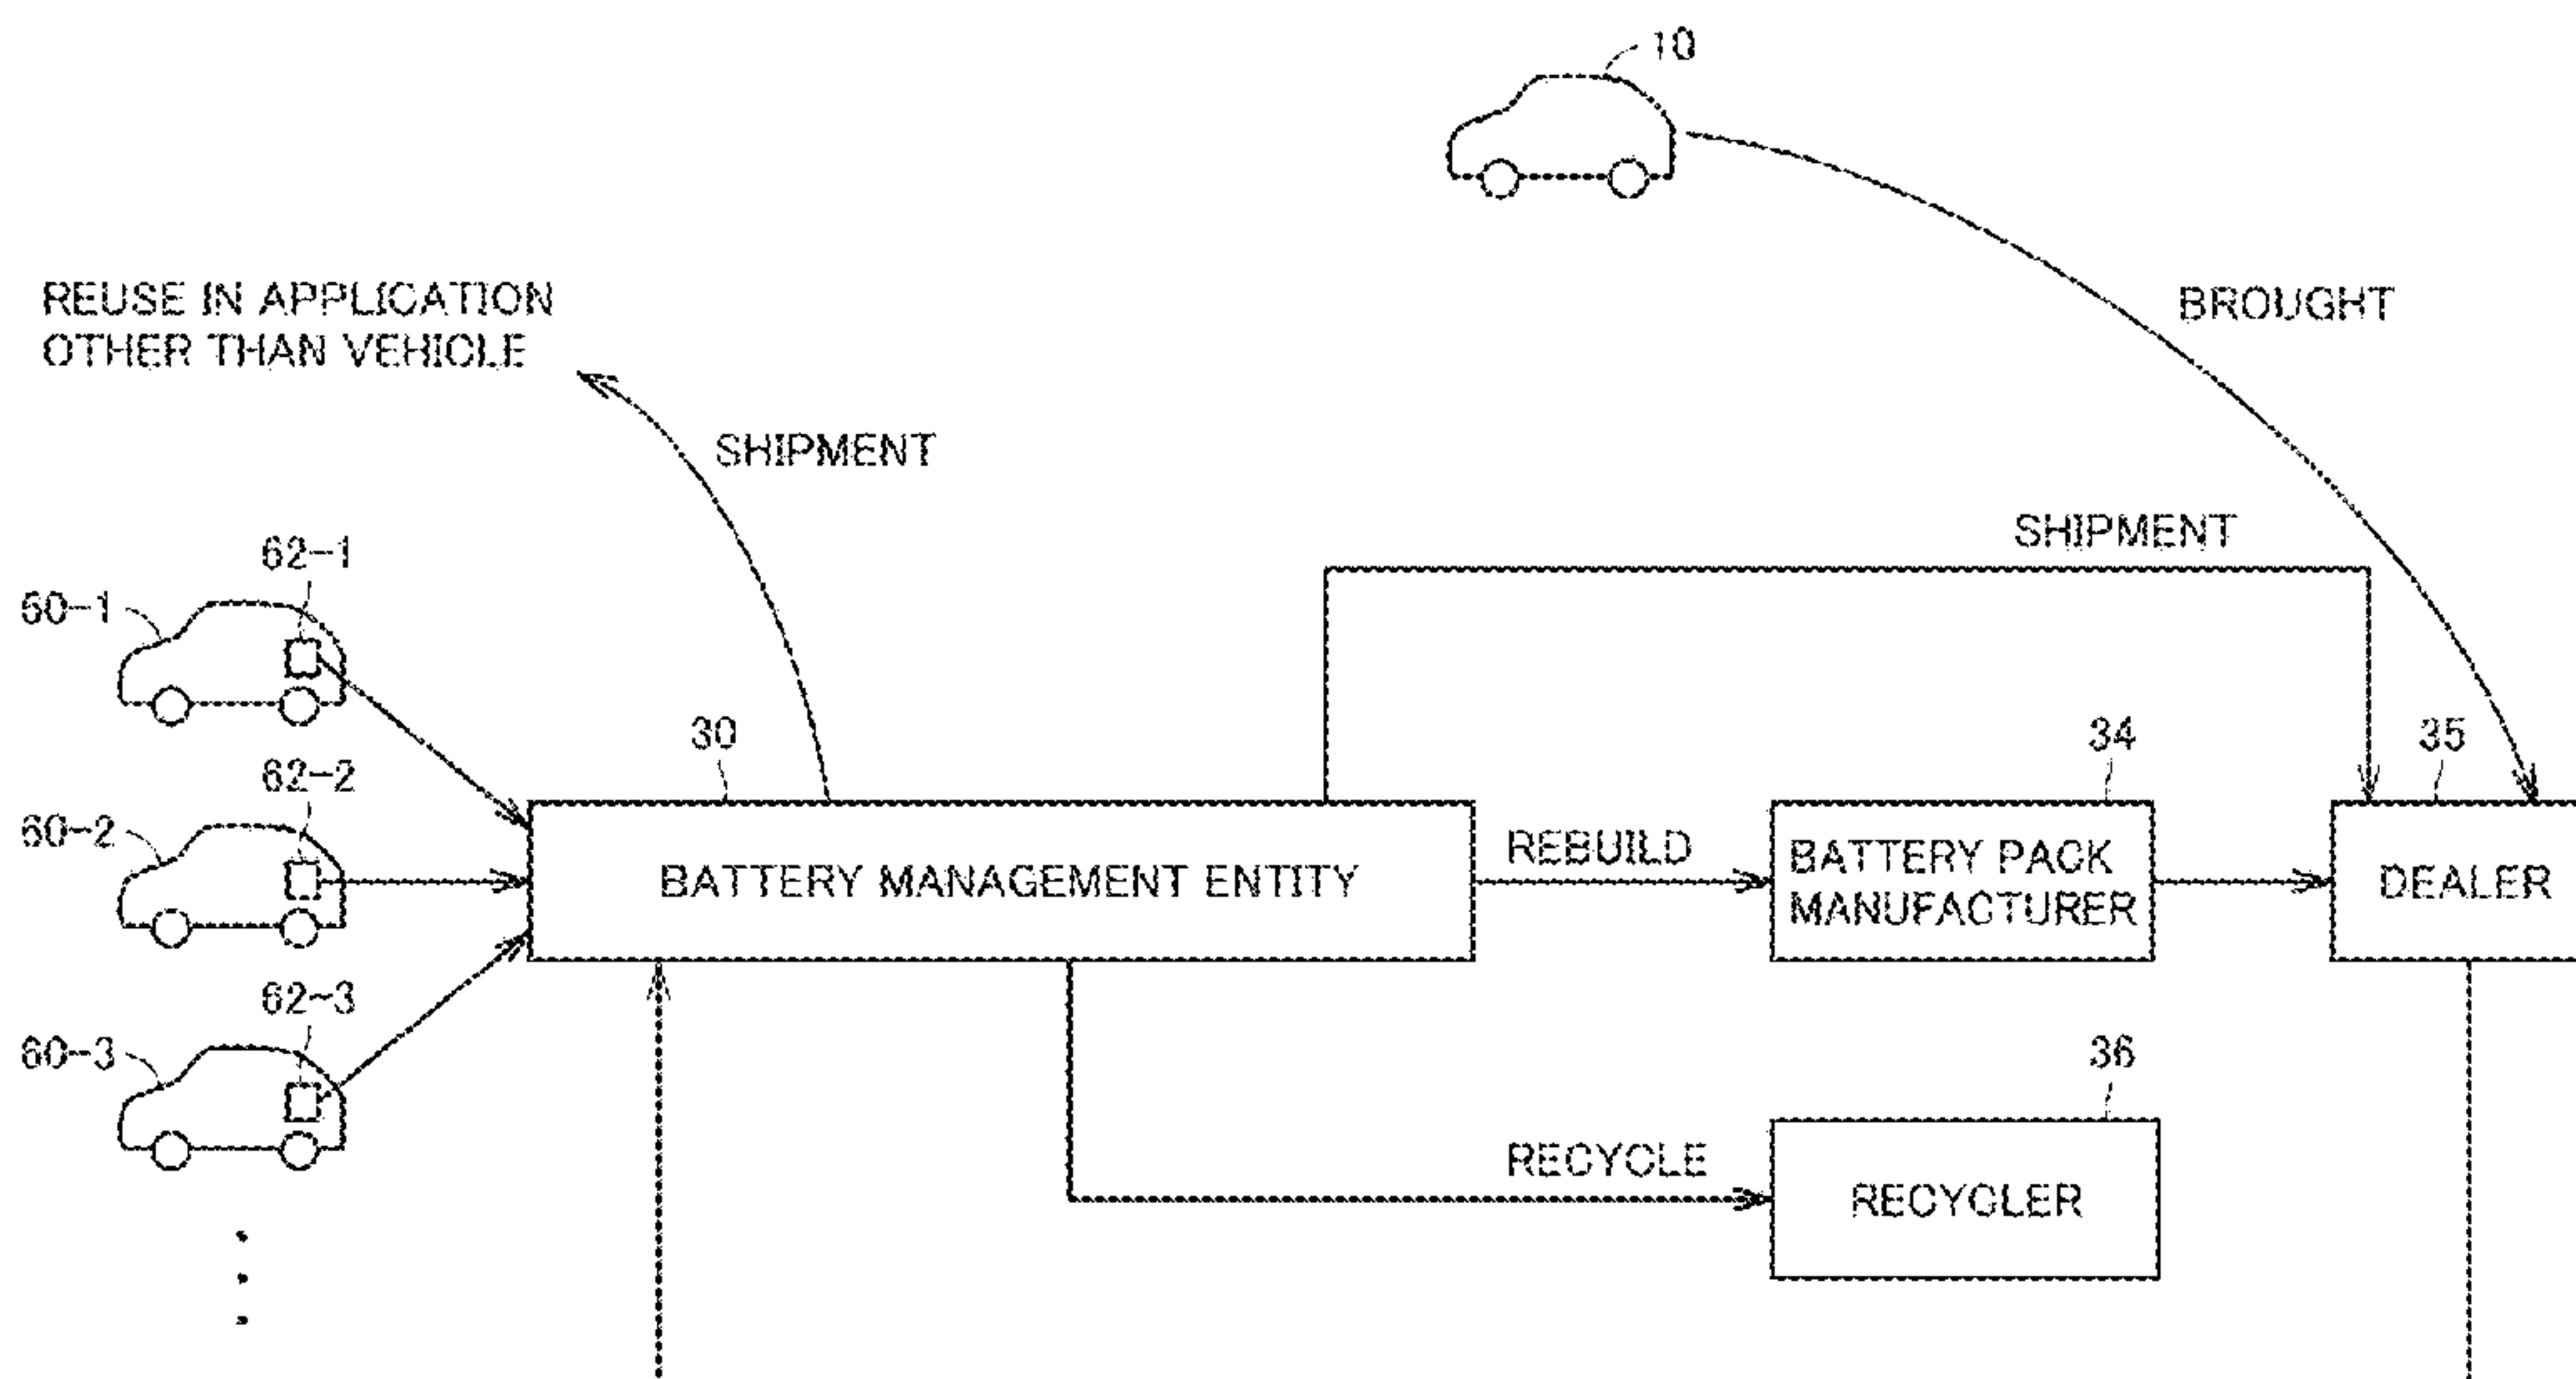 10
REUSE IN APPLICATION
OTHER THAN VEHICLE
BROUGHT
SHIPMENT
SHIPMENT
62-1
60-1
30
34
35
62-2
60-2
REBUILD
BATTERY PACK
MANUFACTURER
BATTERY MANAGEMENT ENTITY
DEALER
62-3
60-3
36
RECYCLE
RECYCLER